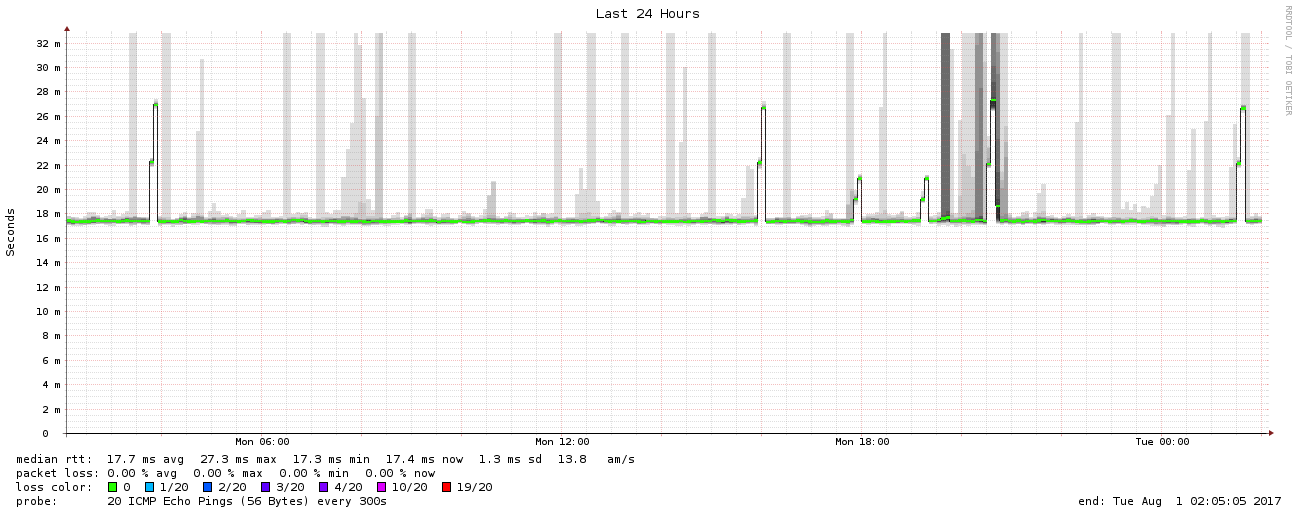 Last 24 Hours
RRDTOOL / TOBI OETIKER
Seconds
32 m
30 m
28 m
26 m
24 m
22 m
20 m
18 m
16 m
14 m
12 m
10 m
8 m
6 m
4 m
2 m
0
Mon 06:00 Mon 12:00 Mon 18:00 Tue 00:00
median rtt: 17.7 ms avg 27.3 ms max 17.3 ms min 17.4 ms now 1.3 ms sd 13.8 am/s
packet loss: 0.00 % avg 0.00 % max 0.00 % min 0.00 % now
loss color: 0 1/20 2/20 3/20 4/20 10/20 19/20
probe: 20 ICMP Echo Pings (56 Bytes) every 300s end: Tue Aug 1 02:05:05 2017